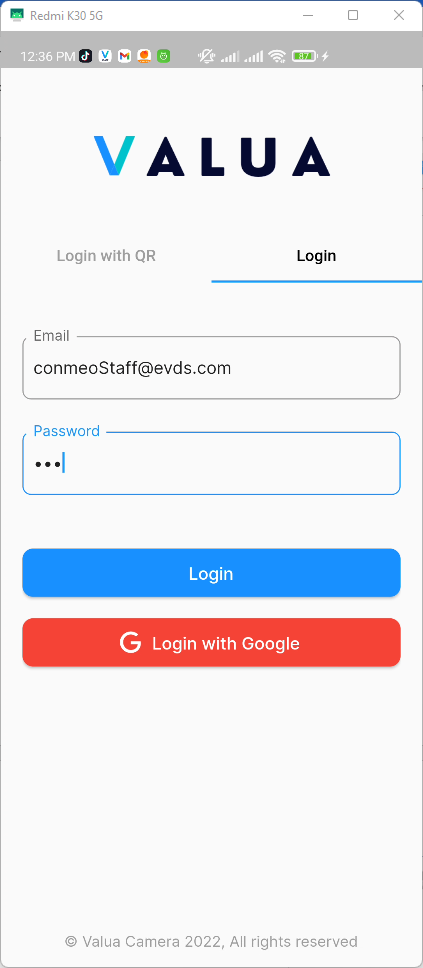 Redmi K30 5G
12:36 PM
87
VALUA
Login with QR
Login
Email
conmeoStaff@evds.com
Password
Login
G Login with Google
© Valua Camera 2022, All rights reserved